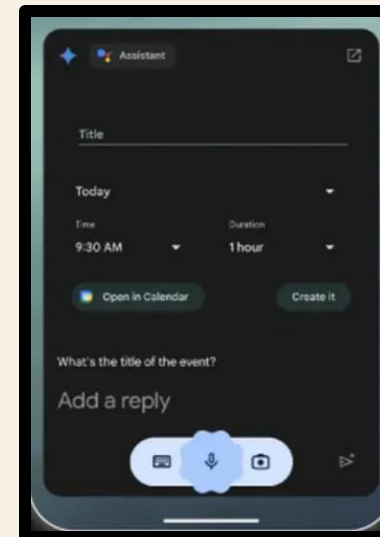 Assistant
Title
Today
Time
Duration
9:30 AM
1 hour
Open in Calendar
Create it
What's the title of the event?
Add a reply